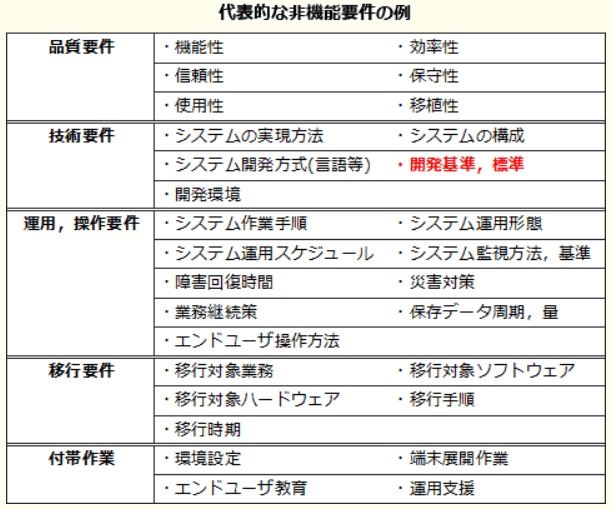 代表的な非機能要件の例
品質要件 ・機能性 ・効率性
・信頼性 ・保守性
・使用性 ・移植性
技術要件 ・システムの実現方法 ・システムの構成
・システム開発方式(言語等) ・開発基準，標準
・開発環境
運用，操作要件 ・システム作業手順 ・システム運用形態
・システム運用スケジュール ・システム監視方法，基準
・障害回復時間 ・災害対策
・業務継続策 ・保存データ周期，量
・エンドユーザ操作方法
移行要件 ・移行対象業務 ・移行対象ソフトウェア
・移行対象ハードウェア ・移行手順
・移行時期
付帯作業 ・環境設定 ・端末展開作業
・エンドユーザ教育 ・運用支援